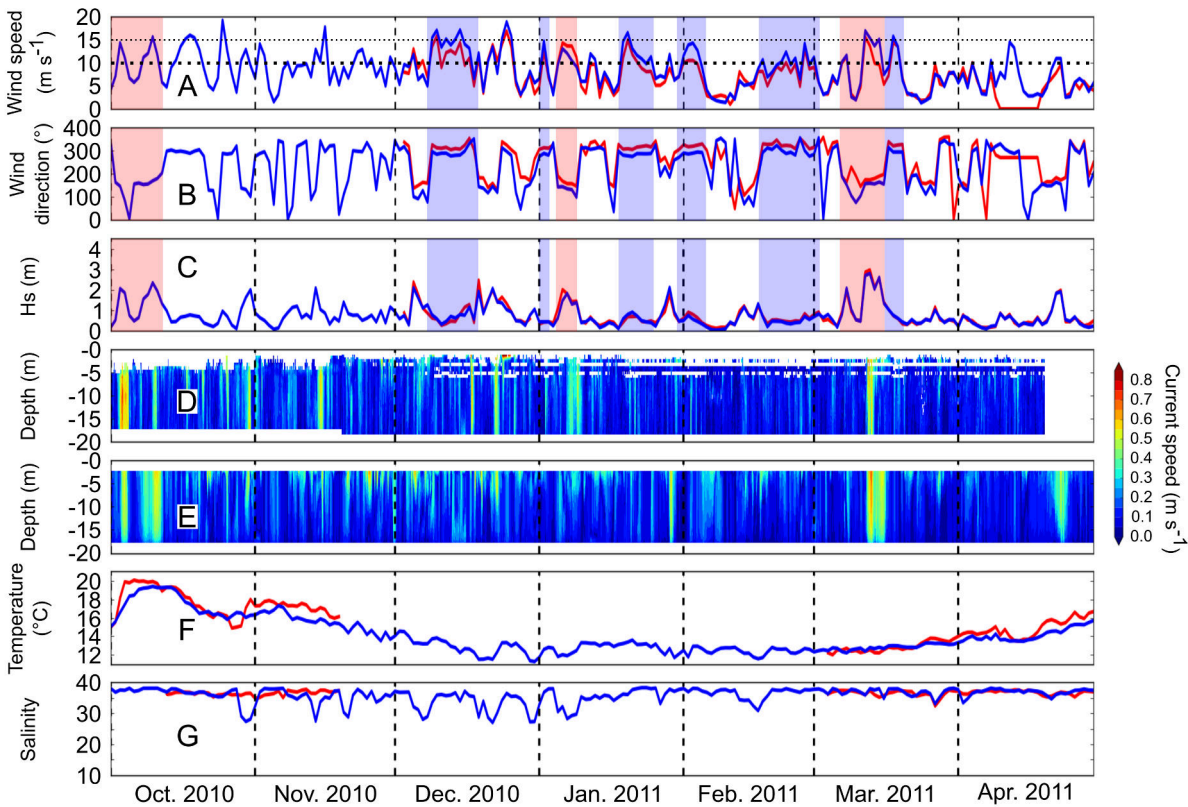 Wind speed
(m s⁻¹)
20
15
10
5
0
A
Wind
direction (°)
400
300
200
100
0
B
Hs (m)
4
3
2
1
0
C
Depth (m)
-0
-5
-10
-15
-20
D
Depth (m)
-0
-5
-10
-15
-20
E
Current speed (m s⁻¹)
0.8
0.7
0.6
0.5
0.4
0.3
0.2
0.1
0.0
Temperature
(°C)
20
18
16
14
12
F
Salinity
40
30
20
10
G
Oct. 2010
Nov. 2010
Dec. 2010
Jan. 2011
Feb. 2011
Mar. 2011
Apr. 2011